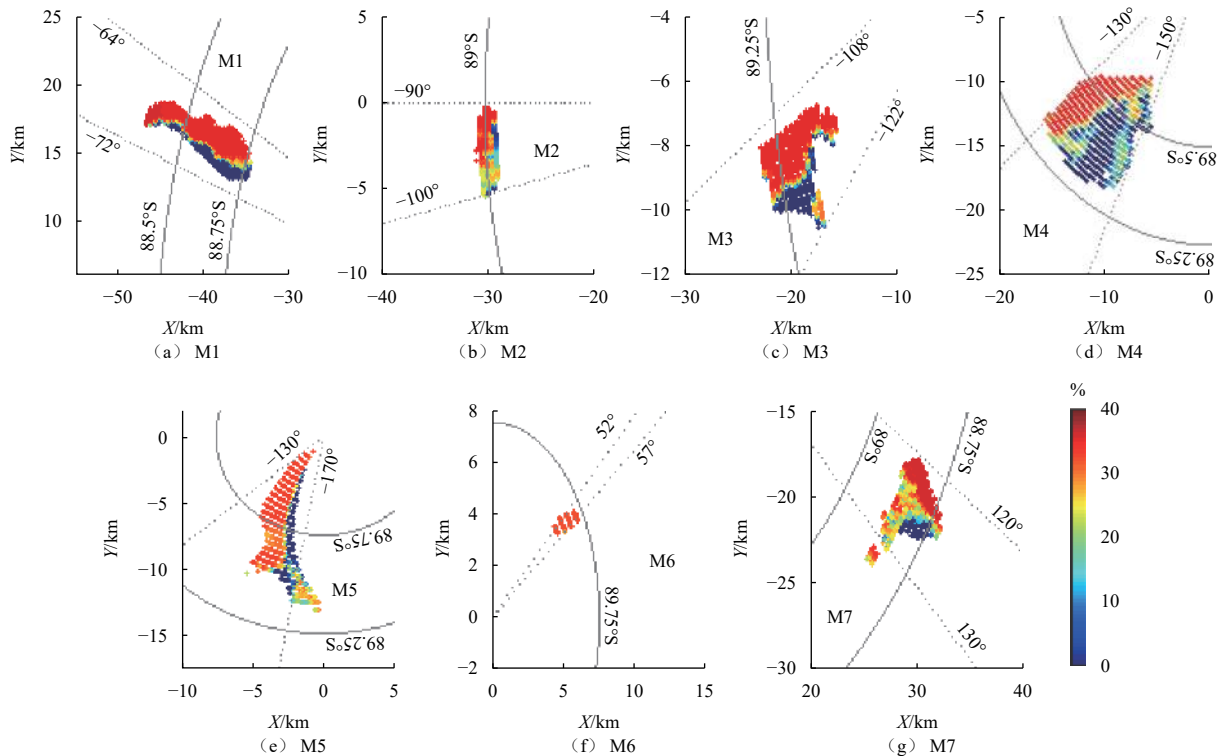 25
20
15
10
Y/km
−50
−40
−30
X/km
−64°
−72°
88.5°S
88.75°S
M1
（a） M1
5
0
−5
−10
Y/km
−40
−30
−20
X/km
89°S
−90°
−100°
M2
（b） M2
−4
−6
−8
−10
−12
Y/km
−30
−20
−10
X/km
89.25°S
−108°
−122°
M3
（c） M3
−5
−10
−15
−20
−25
Y/km
−20
−10
0
X/km
−130°
−150°
89.5°S
89.25°S
M4
（d） M4
0
−5
−10
−15
Y/km
−10
−5
0
5
X/km
−130°
−170°
89.75°S
89.25°S
M5
（e） M5
8
6
4
2
0
−2
Y/km
0
5
10
15
X/km
52°
57°
89.75°S
M6
（f） M6
−15
−20
−25
−30
Y/km
20
30
40
X/km
89°S
88.75°S
120°
130°
M7
（g） M7
%
40
30
20
10
0